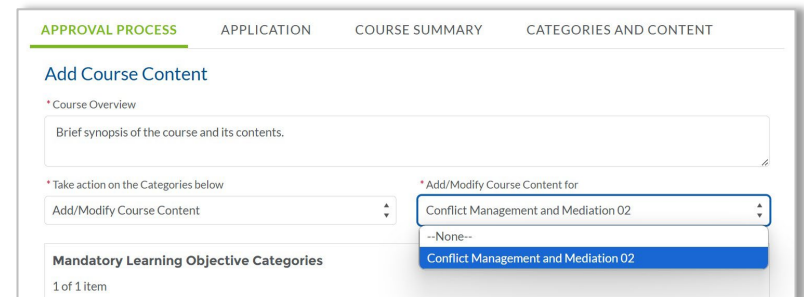 APPROVAL PROCESS APPLICATION COURSE SUMMARY CATEGORIES AND CONTENT
Add Course Content
* Course Overview
Brief synopsis of the course and its contents.
* Take action on the Categories below * Add/Modify Course Content for
Add/Modify Course Content Conflict Management and Mediation 02
--None--
Mandatory Learning Objective Categories Conflict Management and Mediation 02
1 of 1 item